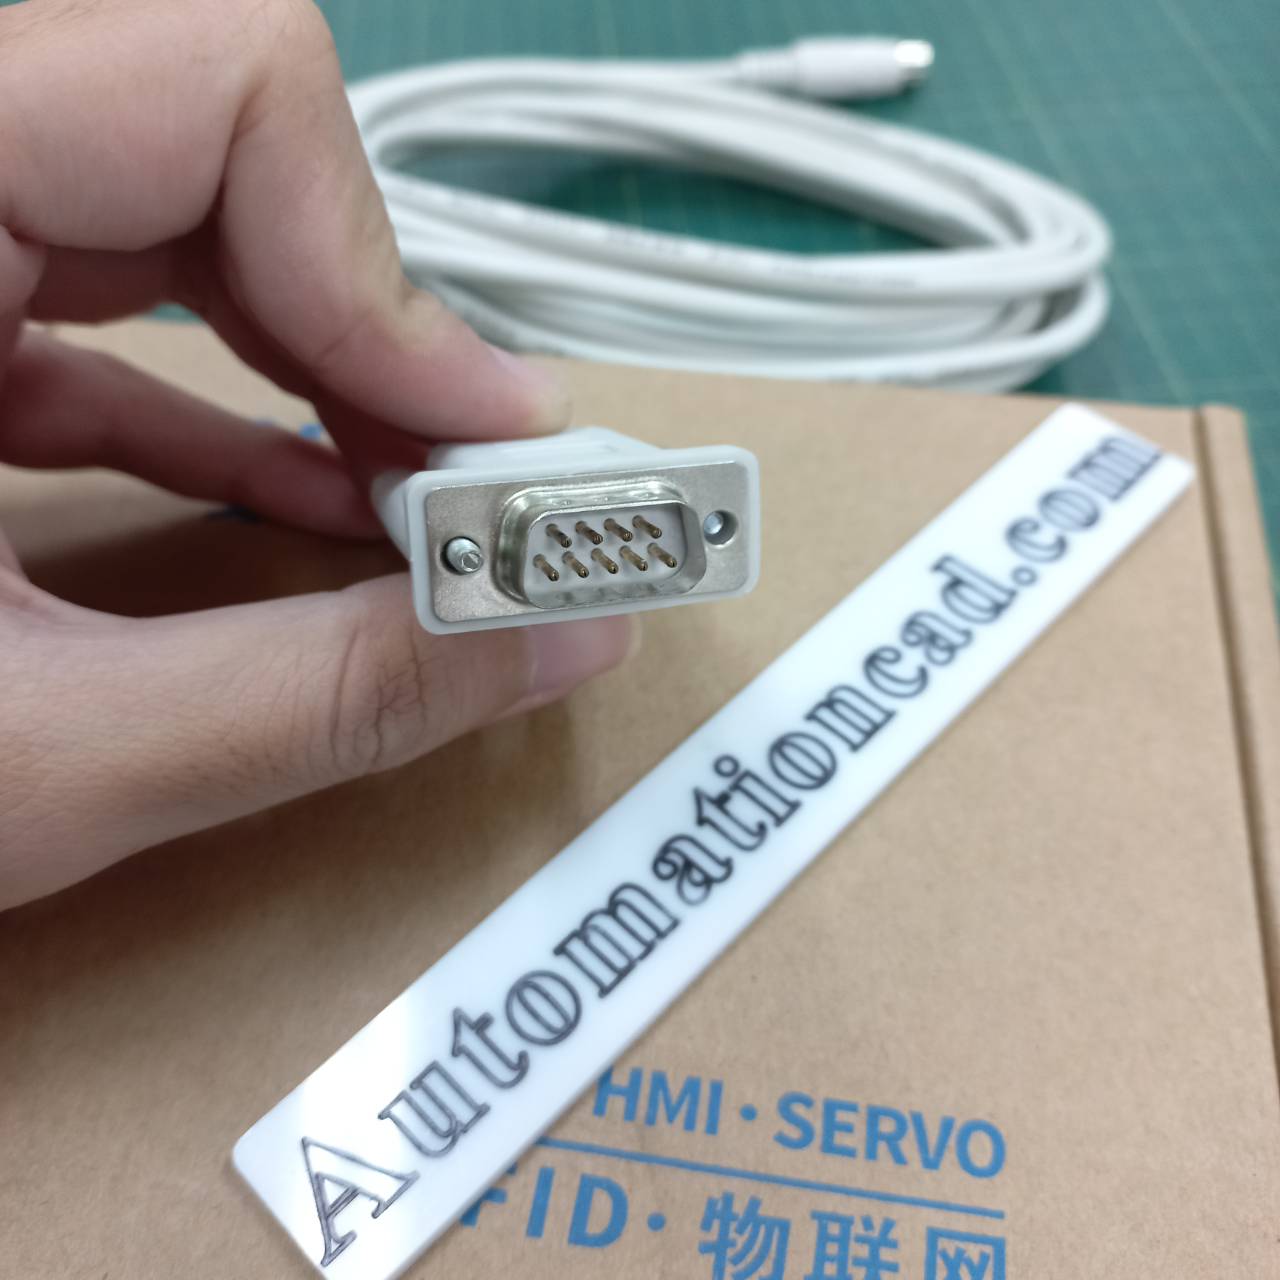 Automationcad.com
HMI · SERVO
FID · 物联网